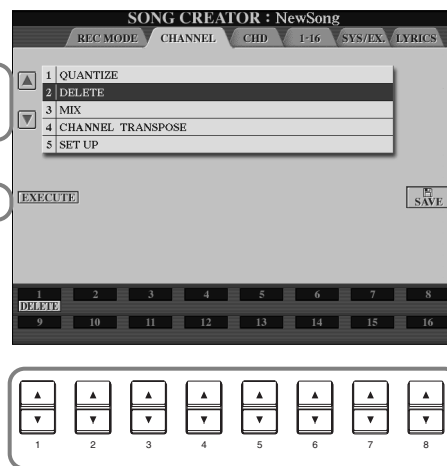 SONG CREATOR : NewSong
REC MODE CHANNEL CHD 1-16 SYS/EX. LYRICS
1 QUANTIZE
2 DELETE
3 MIX
4 CHANNEL TRANSPOSE
5 SET UP
EXECUTE
SAVE
1 2 3 4 5 6 7 8
DELETE
9 10 11 12 13 14 15 16
1 2 3 4 5 6 7 8